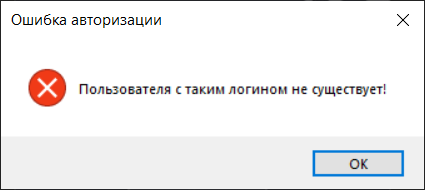 Ошибка авторизации
Пользователя с таким логином не существует!
OK